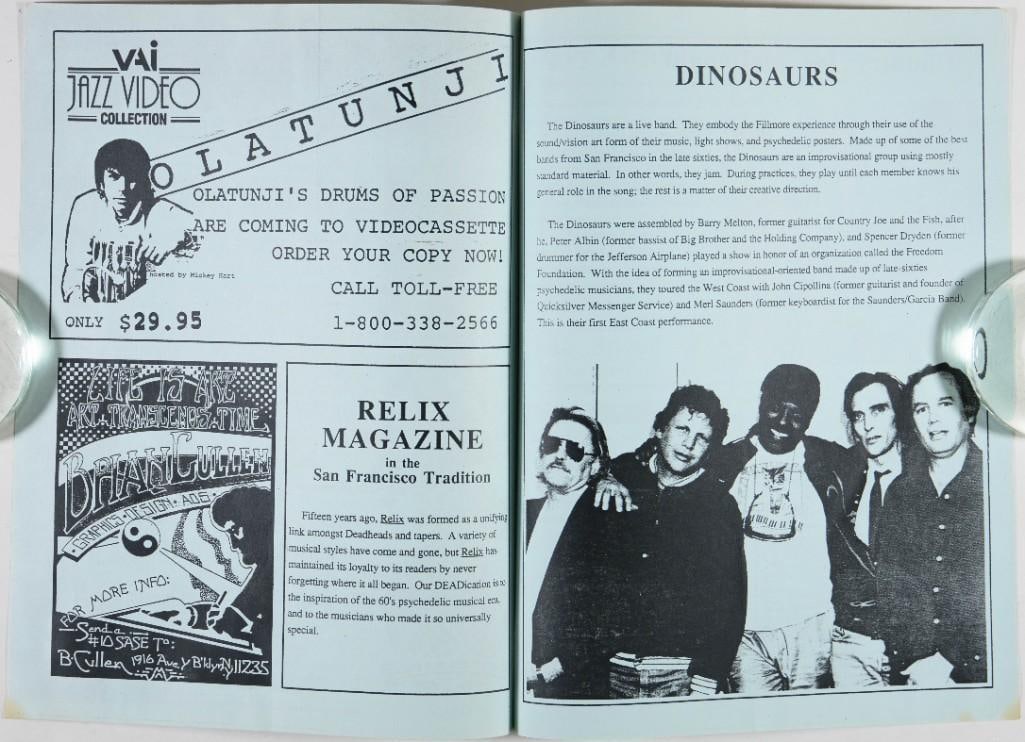 VAI
JAZZ VIDEO
COLLECTION
OLATUNJI
OLATUNJI'S DRUMS OF PASSION
ARE COMING TO VIDEOCASSETTE
ORDER YOUR COPY NOW!
hosted by Mickey Hart
CALL TOLL-FREE
ONLY $29.95
1-800-338-2566
LIFE IS ART
ART TRANSCENDS TIME
BRIAN CULLEN
GRAPHICS · DESIGN · ADS
FOR MORE INFO:
Send a
#10 SASE To:
B·Cullen 1916 Ave Y B'klyn NY, 11235
RELIX
MAGAZINE
in the
San Francisco Tradition
Fifteen years ago, Relix was formed as a unifying
link amongst Deadheads and tapers. A variety of
musical styles have come and gone, but Relix has
maintained its loyalty to its readers by never
forgetting where it all began. Our DEADication is to
the inspiration of the 60's psychedelic musical era,
and to the musicians who made it so universally
special.
DINOSAURS
The Dinosaurs are a live band. They embody the Fillmore experience through their use of the
sound/vision art form of their music, light shows, and psychedelic posters. Made up of some of the best
bands from San Francisco in the late sixties, the Dinosaurs are an improvisational group using mostly
standard material. In other words, they jam. During practices, they play until each member knows his
general role in the song; the rest is a matter of their creative direction.
The Dinosaurs were assembled by Barry Melton, former guitarist for Country Joe and the Fish, after
he, Peter Albin (former bassist of Big Brother and the Holding Company), and Spencer Dryden (former
drummer for the Jefferson Airplane) played a show in honor of an organization called the Freedom
Foundation. With the idea of forming an improvisational-oriented band made up of late-sixties
psychedelic musicians, they toured the West Coast with John Cipollina (former guitarist and founder of
Quicksilver Messenger Service) and Merl Saunders (former keyboardist for the Saunders/Garcia Band).
This is their first East Coast performance.